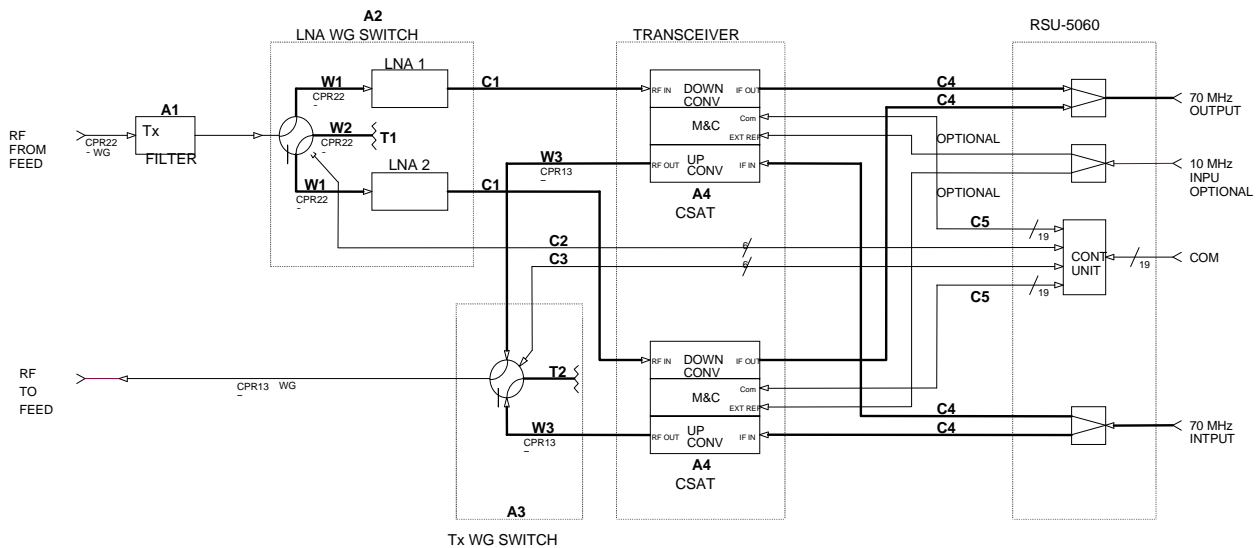 A2
LNA WG SWITCH
TRANSCEIVER
RSU-5060
LNA 1
W1
CPR22
C1
RF IN
DOWN
CONV
IF OUT
C4
C4
70 MHz
OUTPUT
A1
Tx
FILTER
RF
FROM
FEED
CPR22
- WG
W2
CPR22
T1
M&C
Com
EXT REF
OPTIONAL
10 MHz
INPU
OPTIONAL
W3
CPR13
RF OUT
UP
CONV
IF IN
LNA 2
W1
CPR22
C1
A4
CSAT
OPTIONAL
C5
19
C2
6
C3
6
CONT
UNIT
19
COM
19
C5
RF
TO
FEED
CPR13 WG
T2
RF IN
DOWN
CONV
IF OUT
M&C
Com
EXT REF
W3
CPR13
RF OUT
UP
CONV
IF IN
C4
C4
70 MHz
INTPUT
A4
CSAT
A3
Tx WG SWITCH